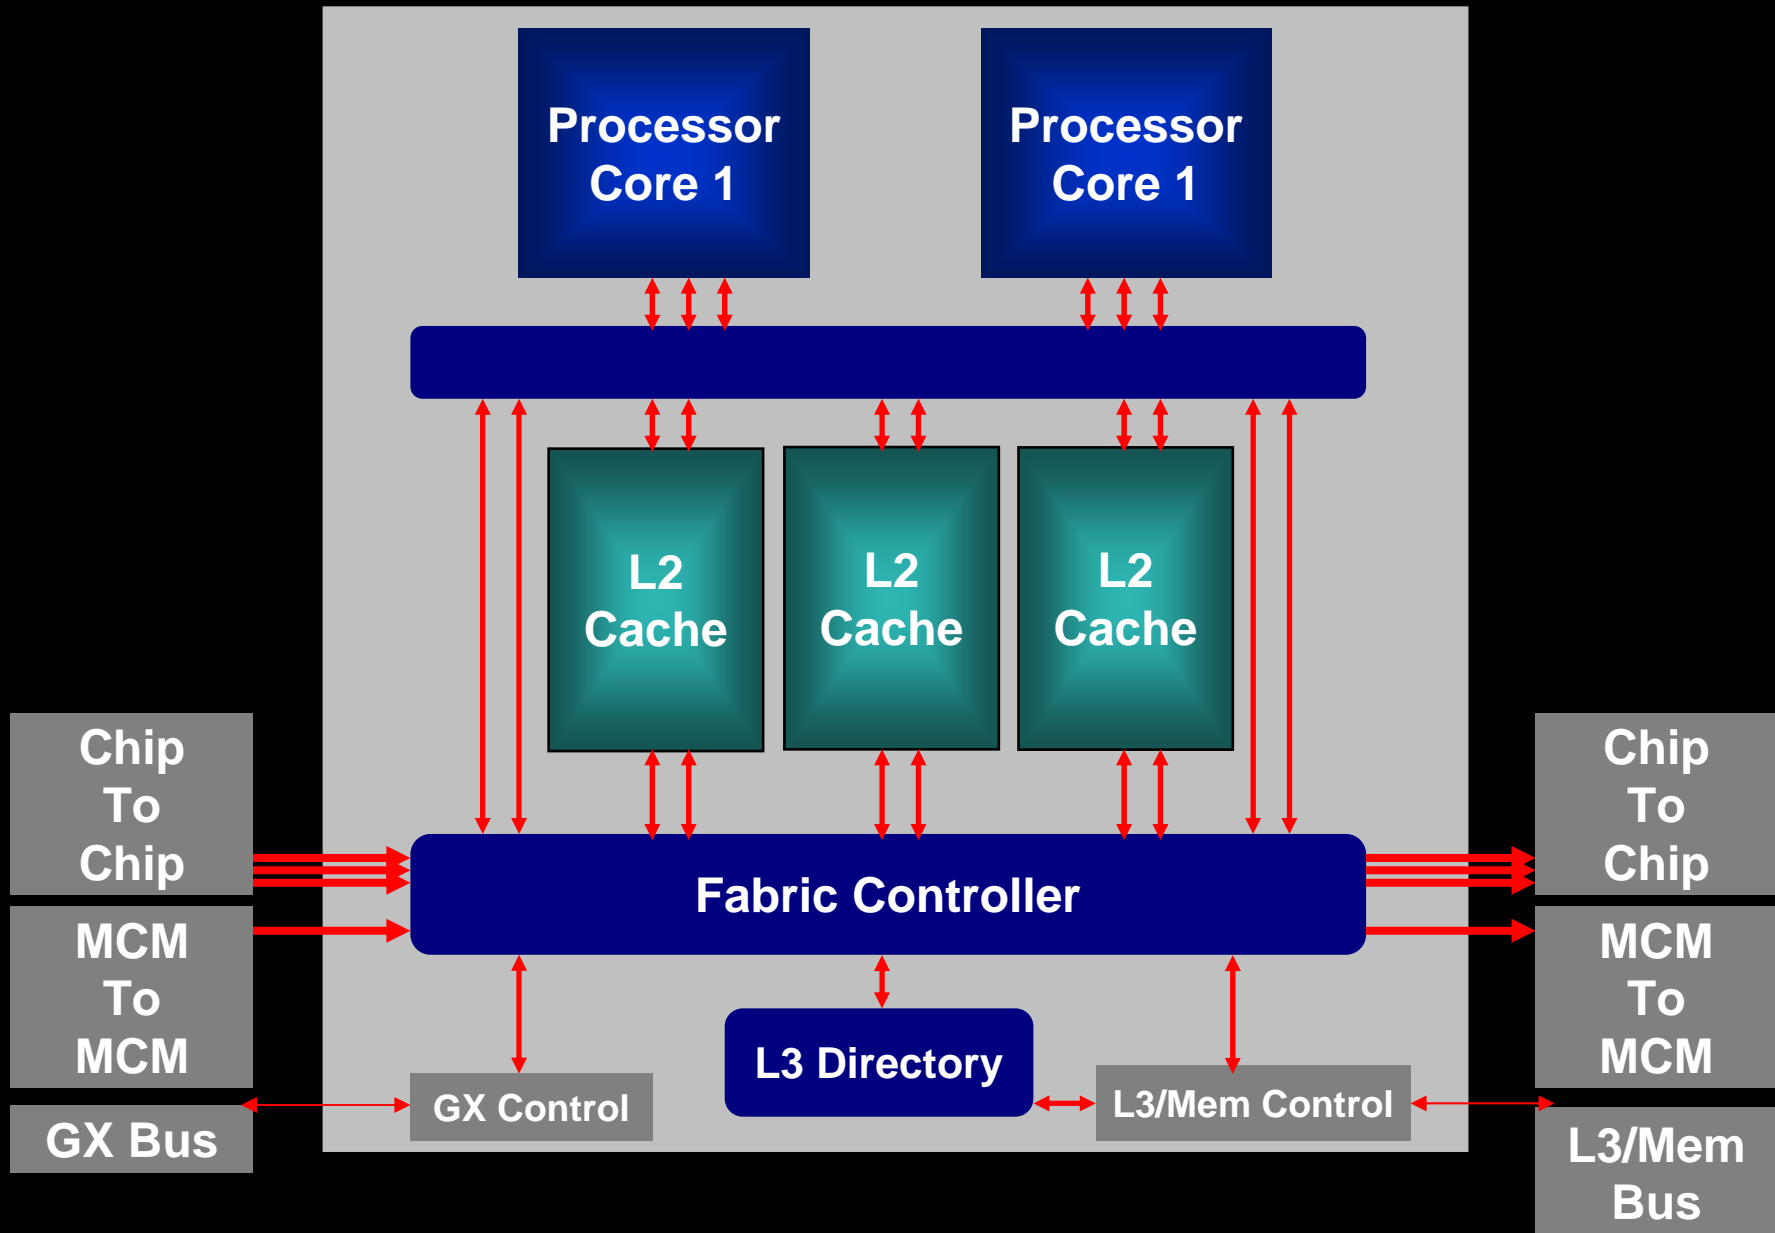 Processor
Core 1
Processor
Core 1
L2
Cache
L2
Cache
L2
Cache
Chip
To
Chip
Chip
To
Chip
Fabric Controller
MCM
To
MCM
MCM
To
MCM
L3 Directory
GX Control
L3/Mem Control
GX Bus
L3/Mem
Bus